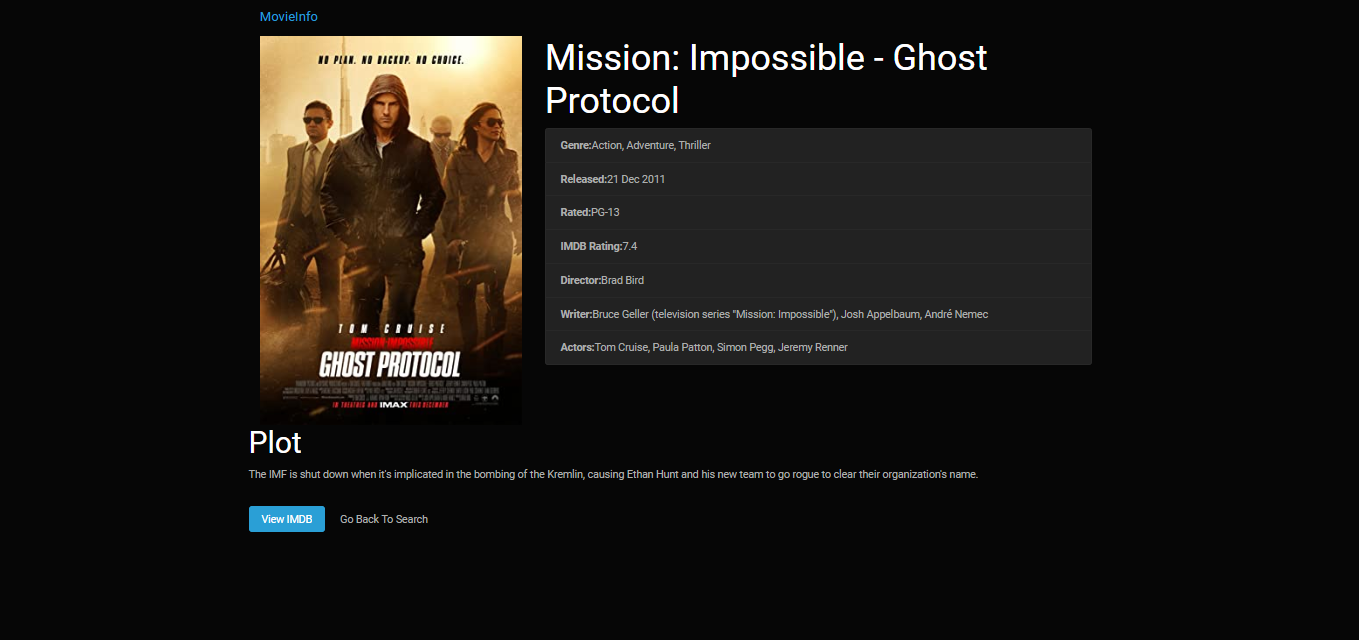 MovieInfo
NO PLAN. NO BACKUP. NO CHOICE.
TOM CRUISE
MISSION: IMPOSSIBLE
GHOST PROTOCOL
IN THEATRES AND IMAX THIS DECEMBER
Mission: Impossible - Ghost
Protocol
Genre:Action, Adventure, Thriller
Released:21 Dec 2011
Rated:PG-13
IMDB Rating:7.4
Director:Brad Bird
Writer:Bruce Geller (television series "Mission: Impossible"), Josh Appelbaum, André Nemec
Actors:Tom Cruise, Paula Patton, Simon Pegg, Jeremy Renner
Plot
The IMF is shut down when it's implicated in the bombing of the Kremlin, causing Ethan Hunt and his new team to go rogue to clear their organization's name.
View IMDB Go Back To Search